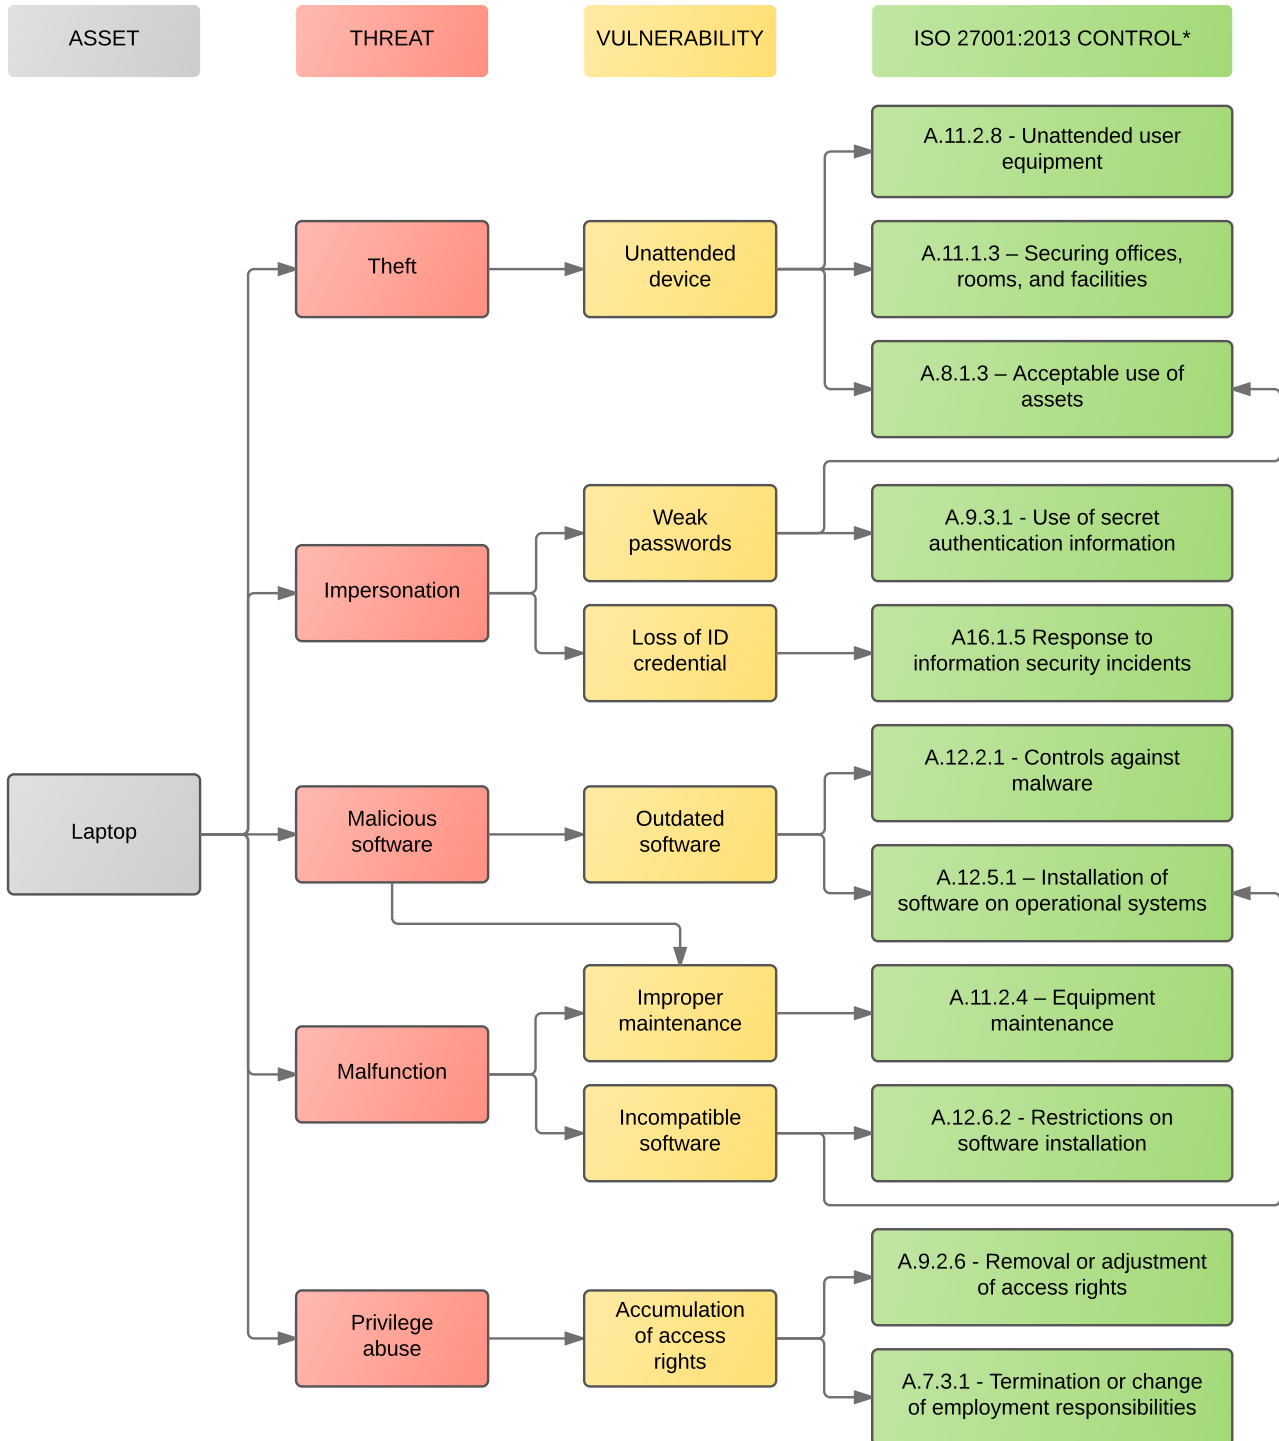 ASSET
THREAT
VULNERABILITY
ISO 27001:2013 CONTROL*
A.11.2.8 - Unattended user
equipment
Theft
Unattended
device
A.11.1.3 – Securing offices,
rooms, and facilities
A.8.1.3 – Acceptable use of
assets
Impersonation
Weak
passwords
A.9.3.1 - Use of secret
authentication information
Loss of ID
credential
A16.1.5 Response to
information security incidents
Laptop
Malicious
software
Outdated
software
A.12.2.1 - Controls against
malware
A.12.5.1 – Installation of
software on operational systems
Malfunction
Improper
maintenance
A.11.2.4 – Equipment
maintenance
Incompatible
software
A.12.6.2 - Restrictions on
software installation
Privilege
abuse
Accumulation
of access
rights
A.9.2.6 - Removal or adjustment
of access rights
A.7.3.1 - Termination or change
of employment responsibilities